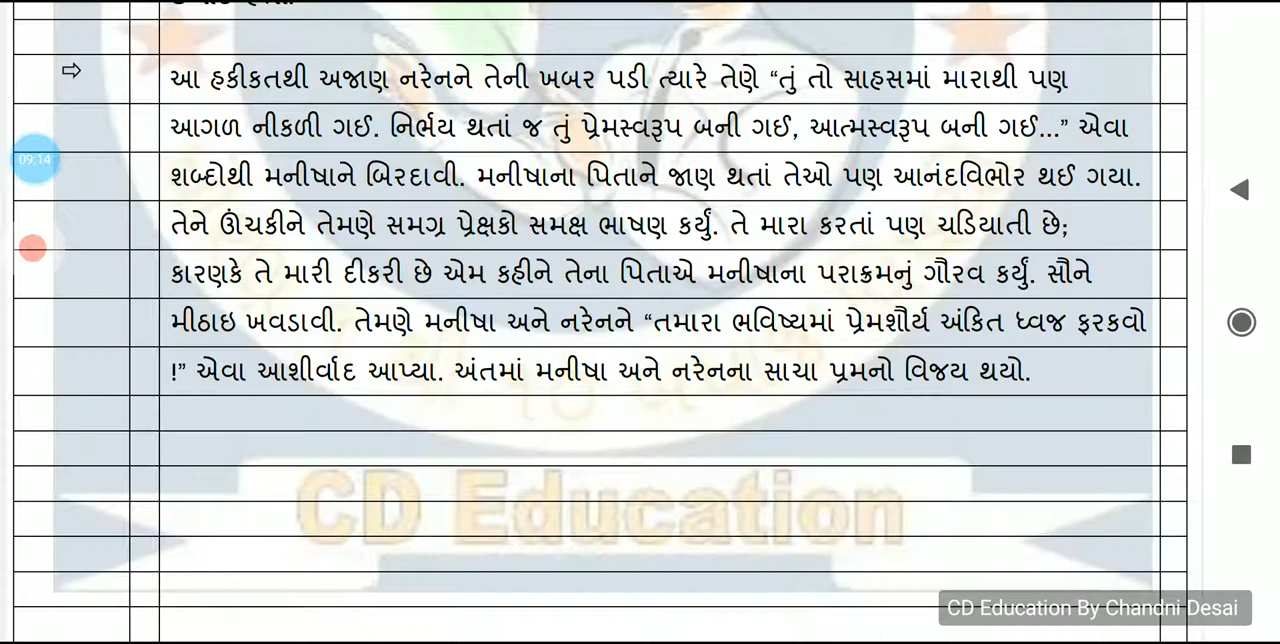 ⇨ આ હકીકતથી અજાણ નરેનને તેની ખબર પડી ત્યારે તેણે “તું તો સાહસમાં મારાથી પણ
આગળ નીકળી ગઈ. નિર્ભય થતાં જ તું પ્રેમસ્વરૂપ બની ગઈ, આત્મસ્વરૂપ બની ગઈ...” એવા
09:14
શબ્દોથી મનીષાને બિરદાવી. મનીષાના પિતાને જાણ થતાં તેઓ પણ આનંદવિભોર થઈ ગયા.
તેને ઊંચકીને તેમણે સમગ્ર પ્રેક્ષકો સમક્ષ ભાષણ કર્યું. તે મારા કરતાં પણ ચડિયાતી છે;
કારણકે તે મારી દીકરી છે એમ કહીને તેના પિતાએ મનીષાના પરાક્રમનું ગૌરવ કર્યું. સૌને
મીઠાઇ ખવડાવી. તેમણે મનીષા અને નરેનને “તમારા ભવિષ્યમાં પ્રેમશૌર્ય અંકિત ધ્વજ ફરકવો
!” એવા આશીર્વાદ આપ્યા. અંતમાં મનીષા અને નરેનના સાચા પ્રમનો વિજય થયો.
CD Education
CD Education By Chandni Desai